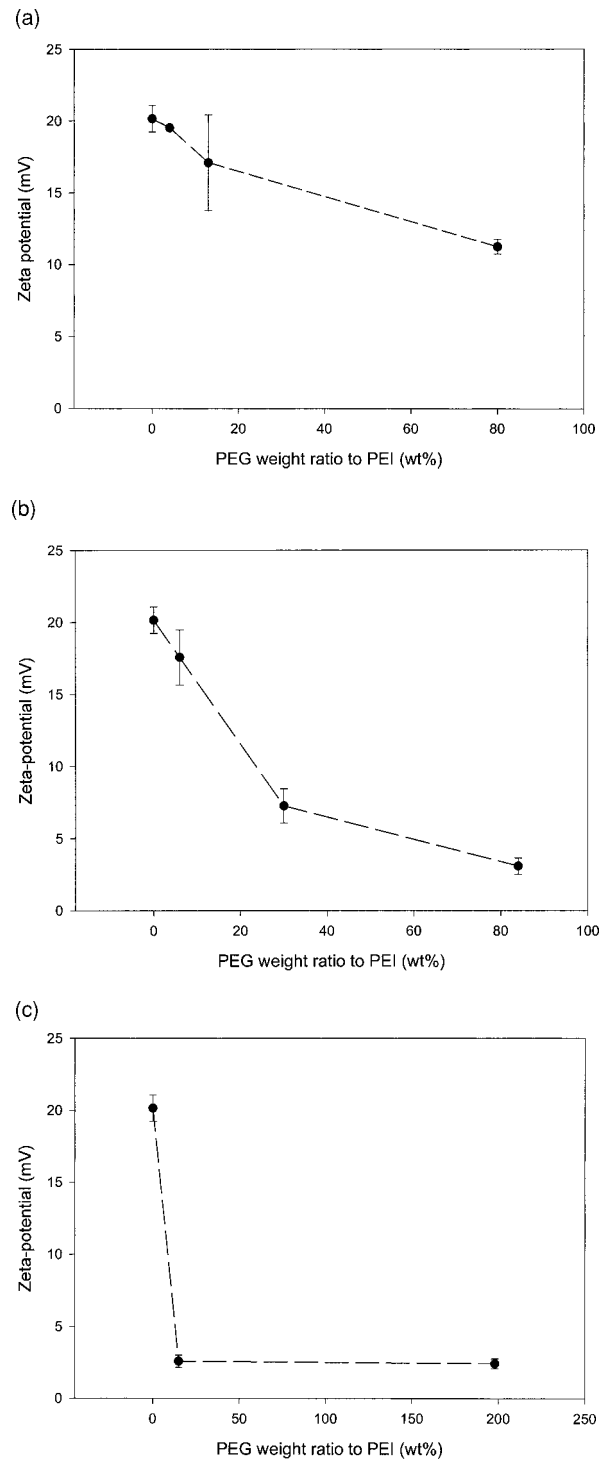 (a)
25
20
15
10
5
0
Zeta potential (mV)
0 20 40 60 80 100
PEG weight ratio to PEI (wt%)
(b)
25
20
15
10
5
0
Zeta-potential (mV)
0 20 40 60 80 100
PEG weight ratio to PEI (wt%)
(c)
25
20
15
10
5
0
Zeta-potential (mV)
0 50 100 150 200 250
PEG weight ratio to PEI (wt%)